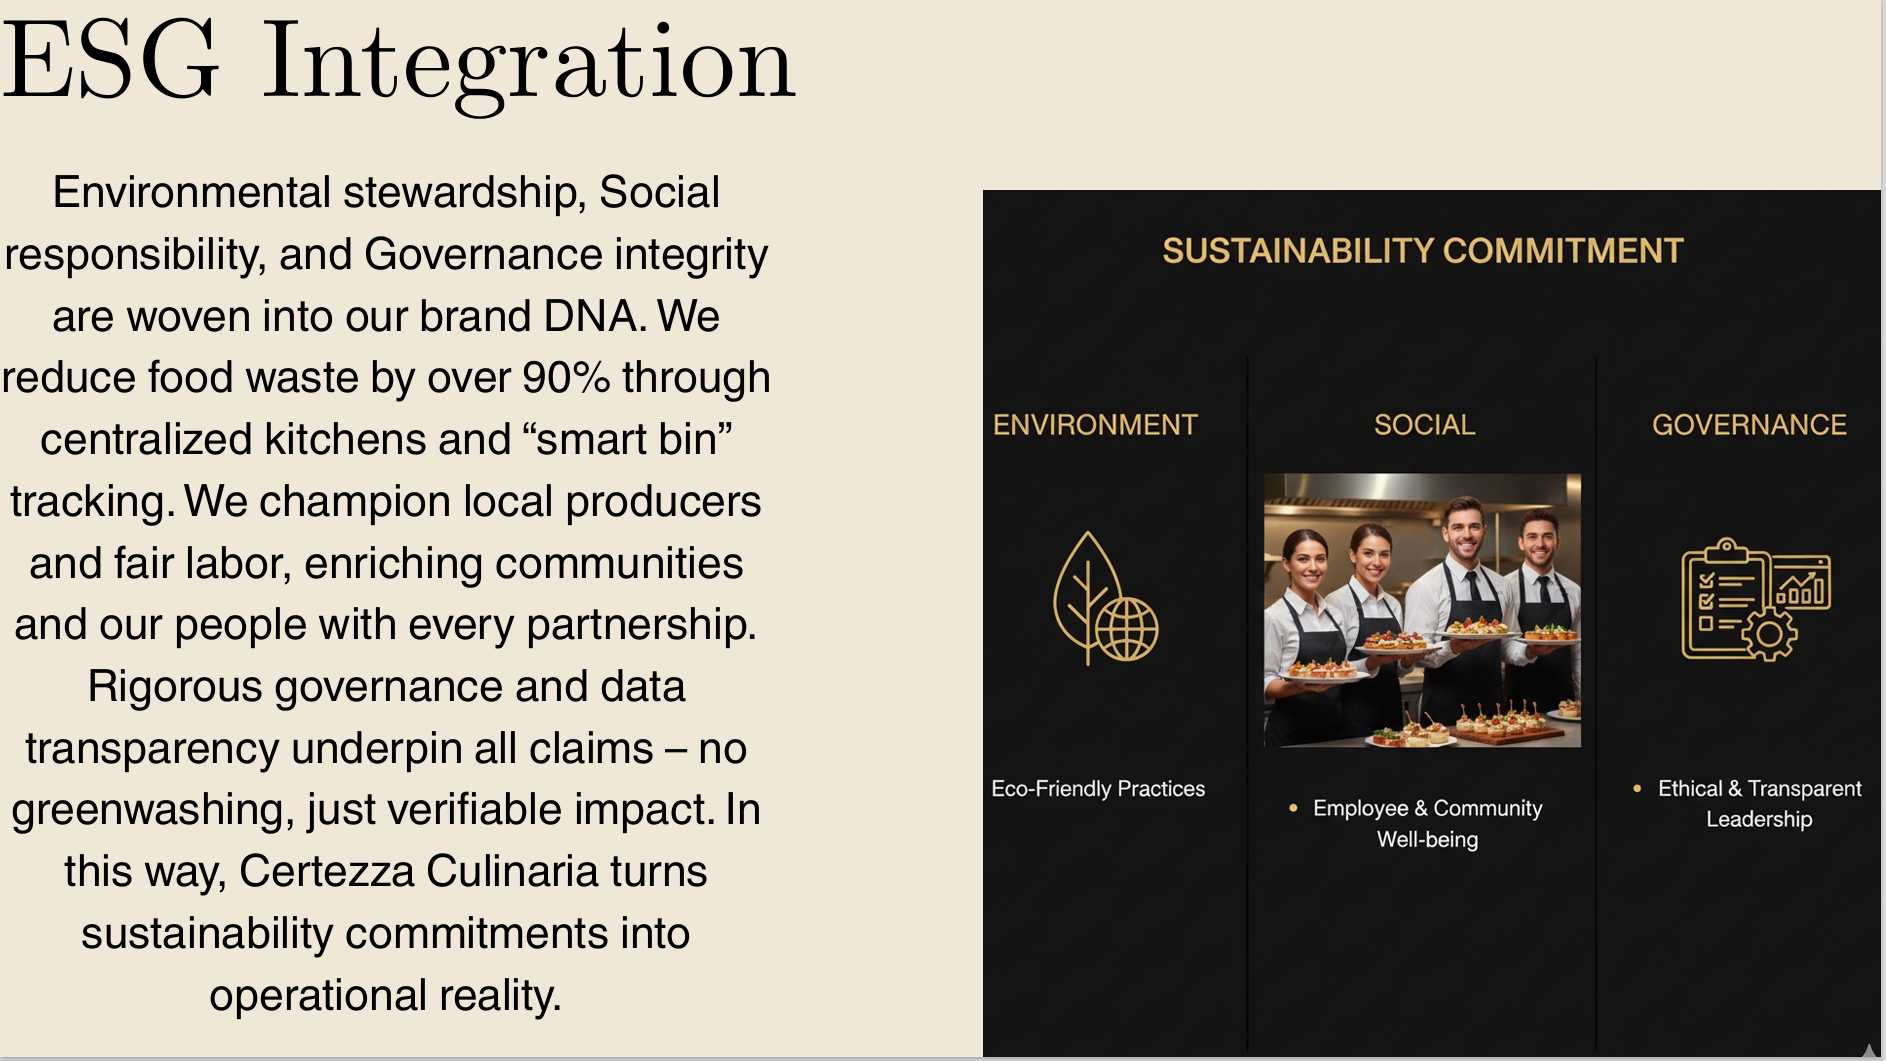 ESG Integration
Environmental stewardship, Social
responsibility, and Governance integrity
are woven into our brand DNA. We
reduce food waste by over 90% through
centralized kitchens and “smart bin”
tracking. We champion local producers
and fair labor, enriching communities
and our people with every partnership.
Rigorous governance and data
transparency underpin all claims – no
greenwashing, just verifiable impact. In
this way, Certezza Culinaria turns
sustainability commitments into
operational reality.
SUSTAINABILITY COMMITMENT
ENVIRONMENT
Eco-Friendly Practices
SOCIAL
• Employee & Community
Well-being
GOVERNANCE
• Ethical & Transparent
Leadership